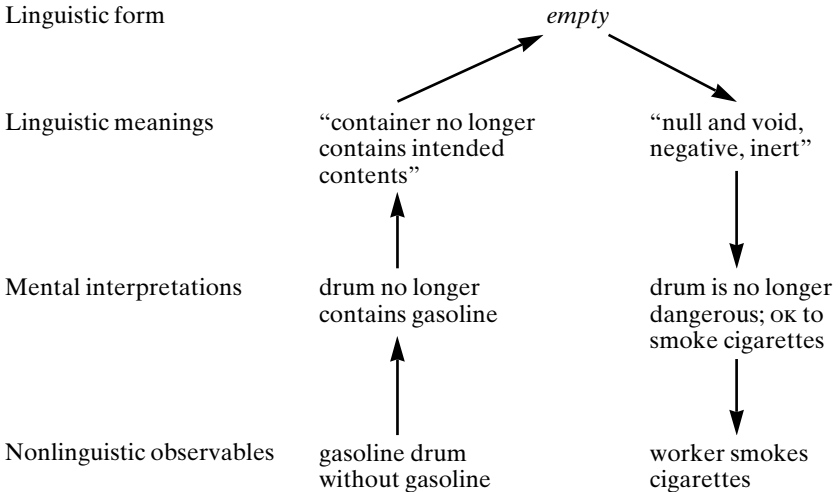 Linguistic form empty
Linguistic meanings “container no longer “null and void,
contains intended negative, inert”
contents”
Mental interpretations drum no longer drum is no longer
contains gasoline dangerous; OK to
smoke cigarettes
Nonlinguistic observables gasoline drum worker smokes
without gasoline cigarettes